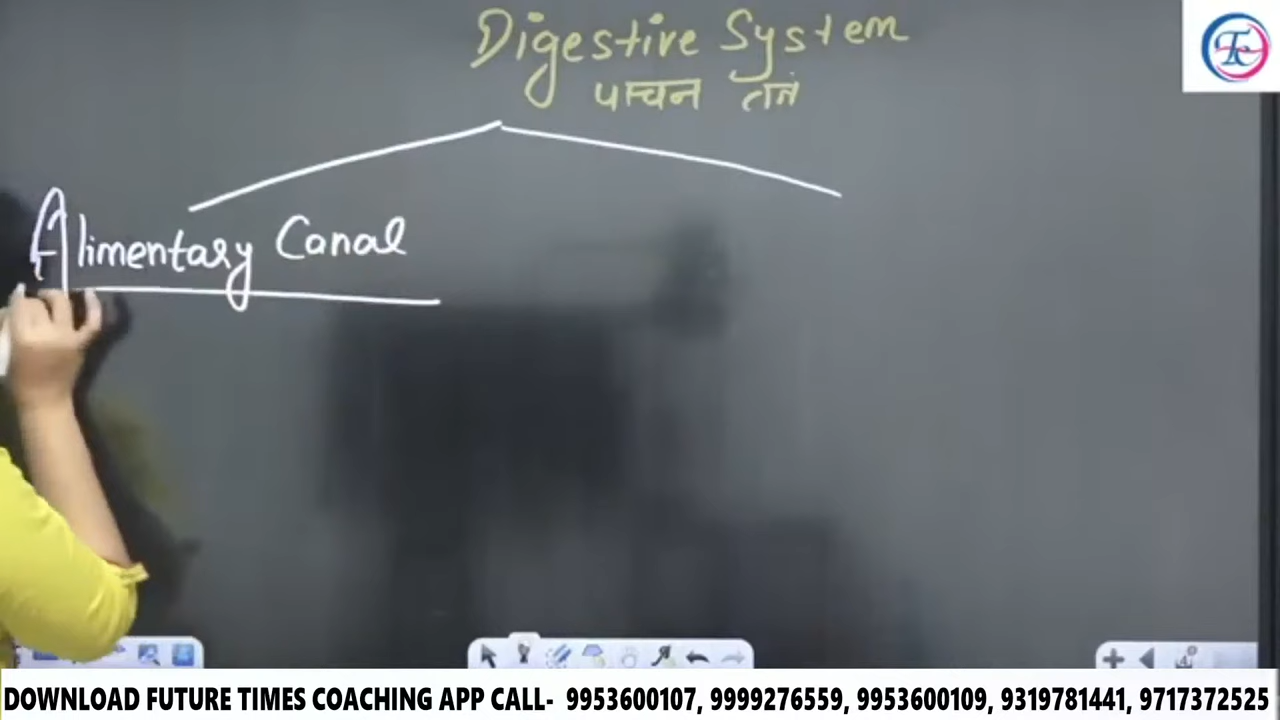 Digestive System
पाचन तंत्र
Alimentary Canal
DOWNLOAD FUTURE TIMES COACHING APP CALL- 9953600107, 9999276559, 9953600109, 9319781441, 9717372525